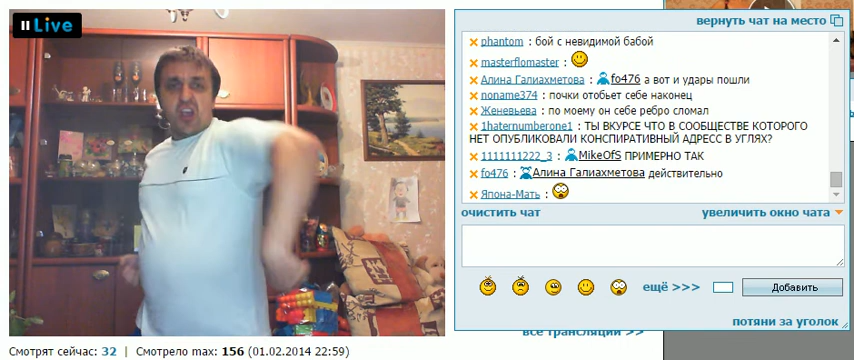 Live
вернуть чат на место
phantom : бой с невидимой бабой
masterflomaster :
Алина Галиахметова : fo476 а вот и удары пошли
noname374 : почки отобьет себе наконец
Женевьева : по моему он себе ребро сломал
1haternumberone1 : ТЫ ВКУРСЕ ЧТО В СООБЩЕСТВЕ КОТОРОГО
НЕТ ОПУБЛИКОВАЛИ КОНСПИРАТИВНЫЙ АДРЕСС В УГЛЯХ?
1111111222_3 : MikeOfS ПРИМЕРНО ТАК
fo476 : Алина Галиахметова действительно
Япона-Мать :
очистить чат
увеличить окно чата
ещё >>>
Добавить
потяни за уголок
все трансляции >>
Смотрят сейчас: 32 | Смотрело max: 156 (01.02.2014 22:59)